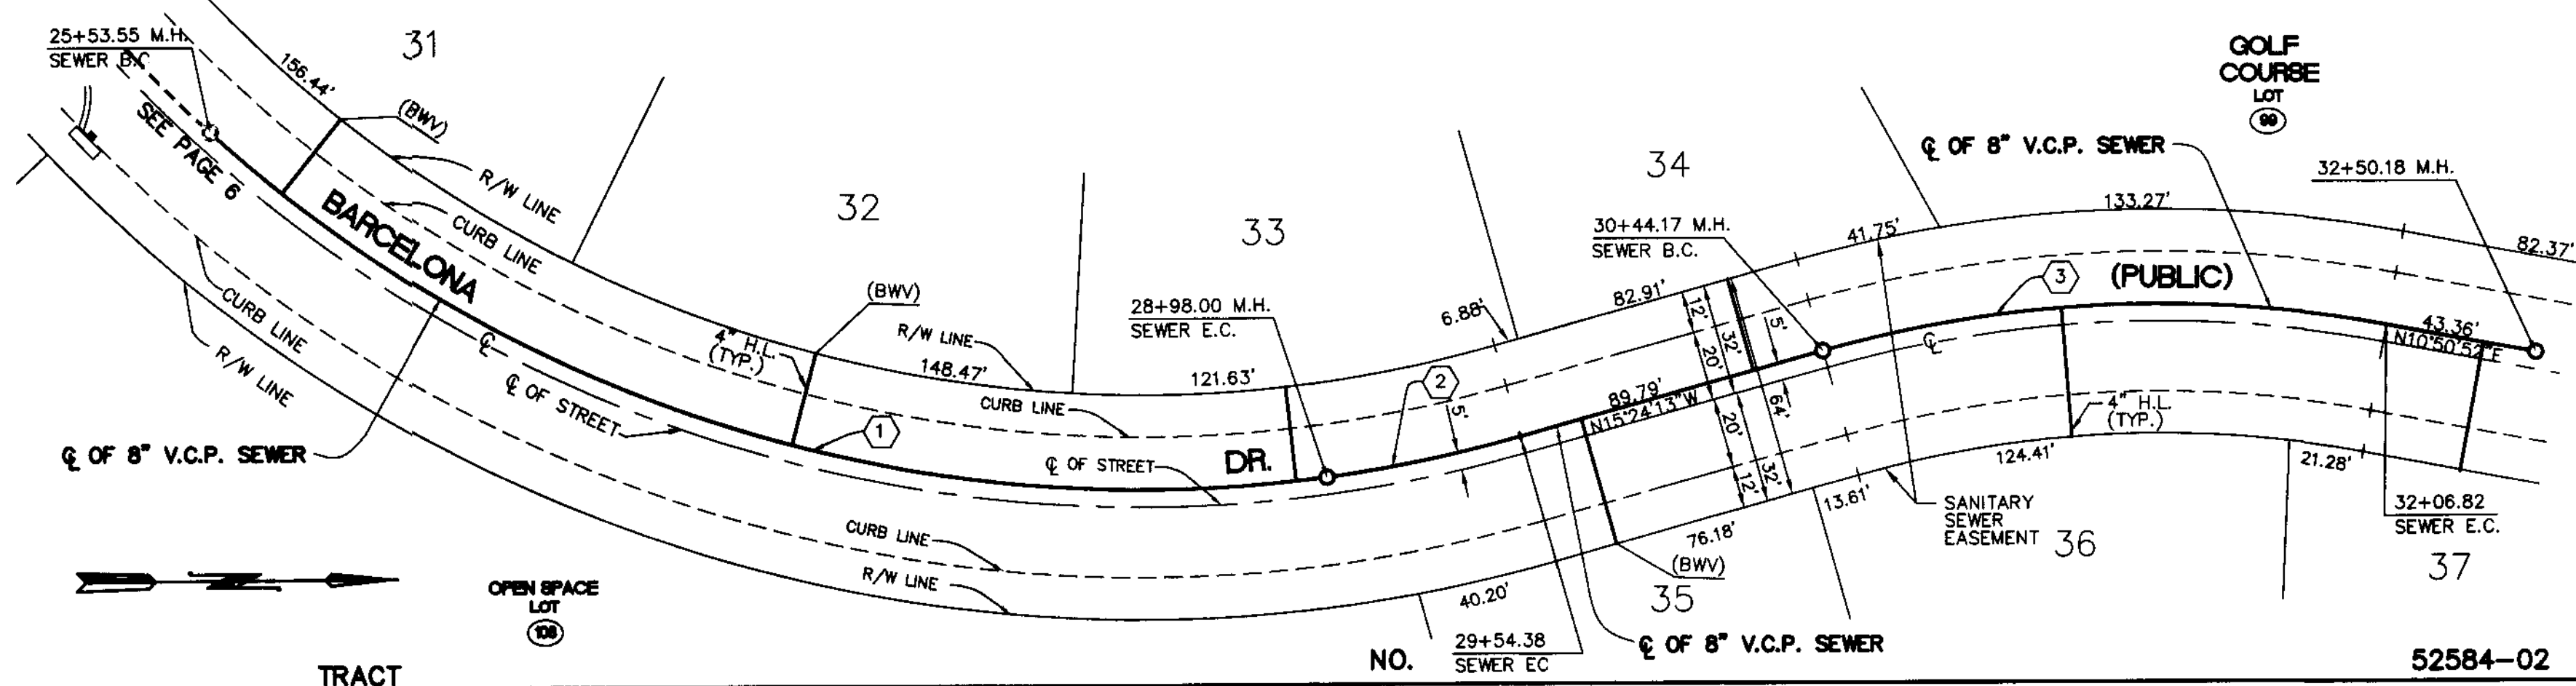 25+53.55 M.H.
SEWER B.C
31
156.44'
(BWV)
R/W LINE
SEE PAGE 6
BARCELONA
CURB LINE
CURB LINE
R/W LINE
℄
℄ OF STREET
℄ OF 8" V.C.P. SEWER
32
(BWV)
4" H.L.
(TYP.)
R/W LINE
148.47'
1
CURB LINE
℄ OF STREET
CURB LINE
R/W LINE
33
121.63'
DR.
28+98.00 M.H.
SEWER E.C.
34
6.88'
82.91'
2
5'
89.79'
N15°24'13"W
12'
20'
32'
5'
64'
20'
12'
32'
30+44.17 M.H.
SEWER B.C.
41.75'
GOLF
COURSE
LOT
99
℄ OF 8" V.C.P. SEWER
133.27'
32+50.18 M.H.
82.37'
3
(PUBLIC)
℄
43.36'
N10°50'52"E
4" H.L.
(TYP.)
124.41'
21.28'
13.61'
76.18'
(BWV)
35
40.20'
SANITARY
SEWER
EASEMENT
36
32+06.82
SEWER E.C.
37
OPEN SPACE
LOT
108
29+54.38
SEWER EC
℄ OF 8" V.C.P. SEWER
TRACT
NO.
52584-02